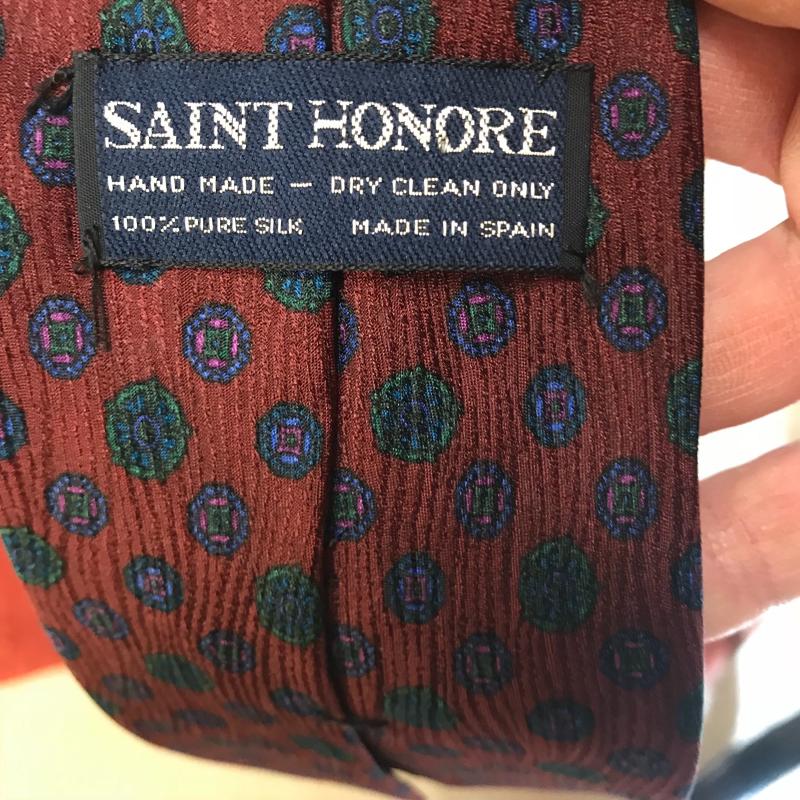 SAINT HONORE
HAND MADE — DRY CLEAN ONLY
100% PURE SILK MADE IN SPAIN